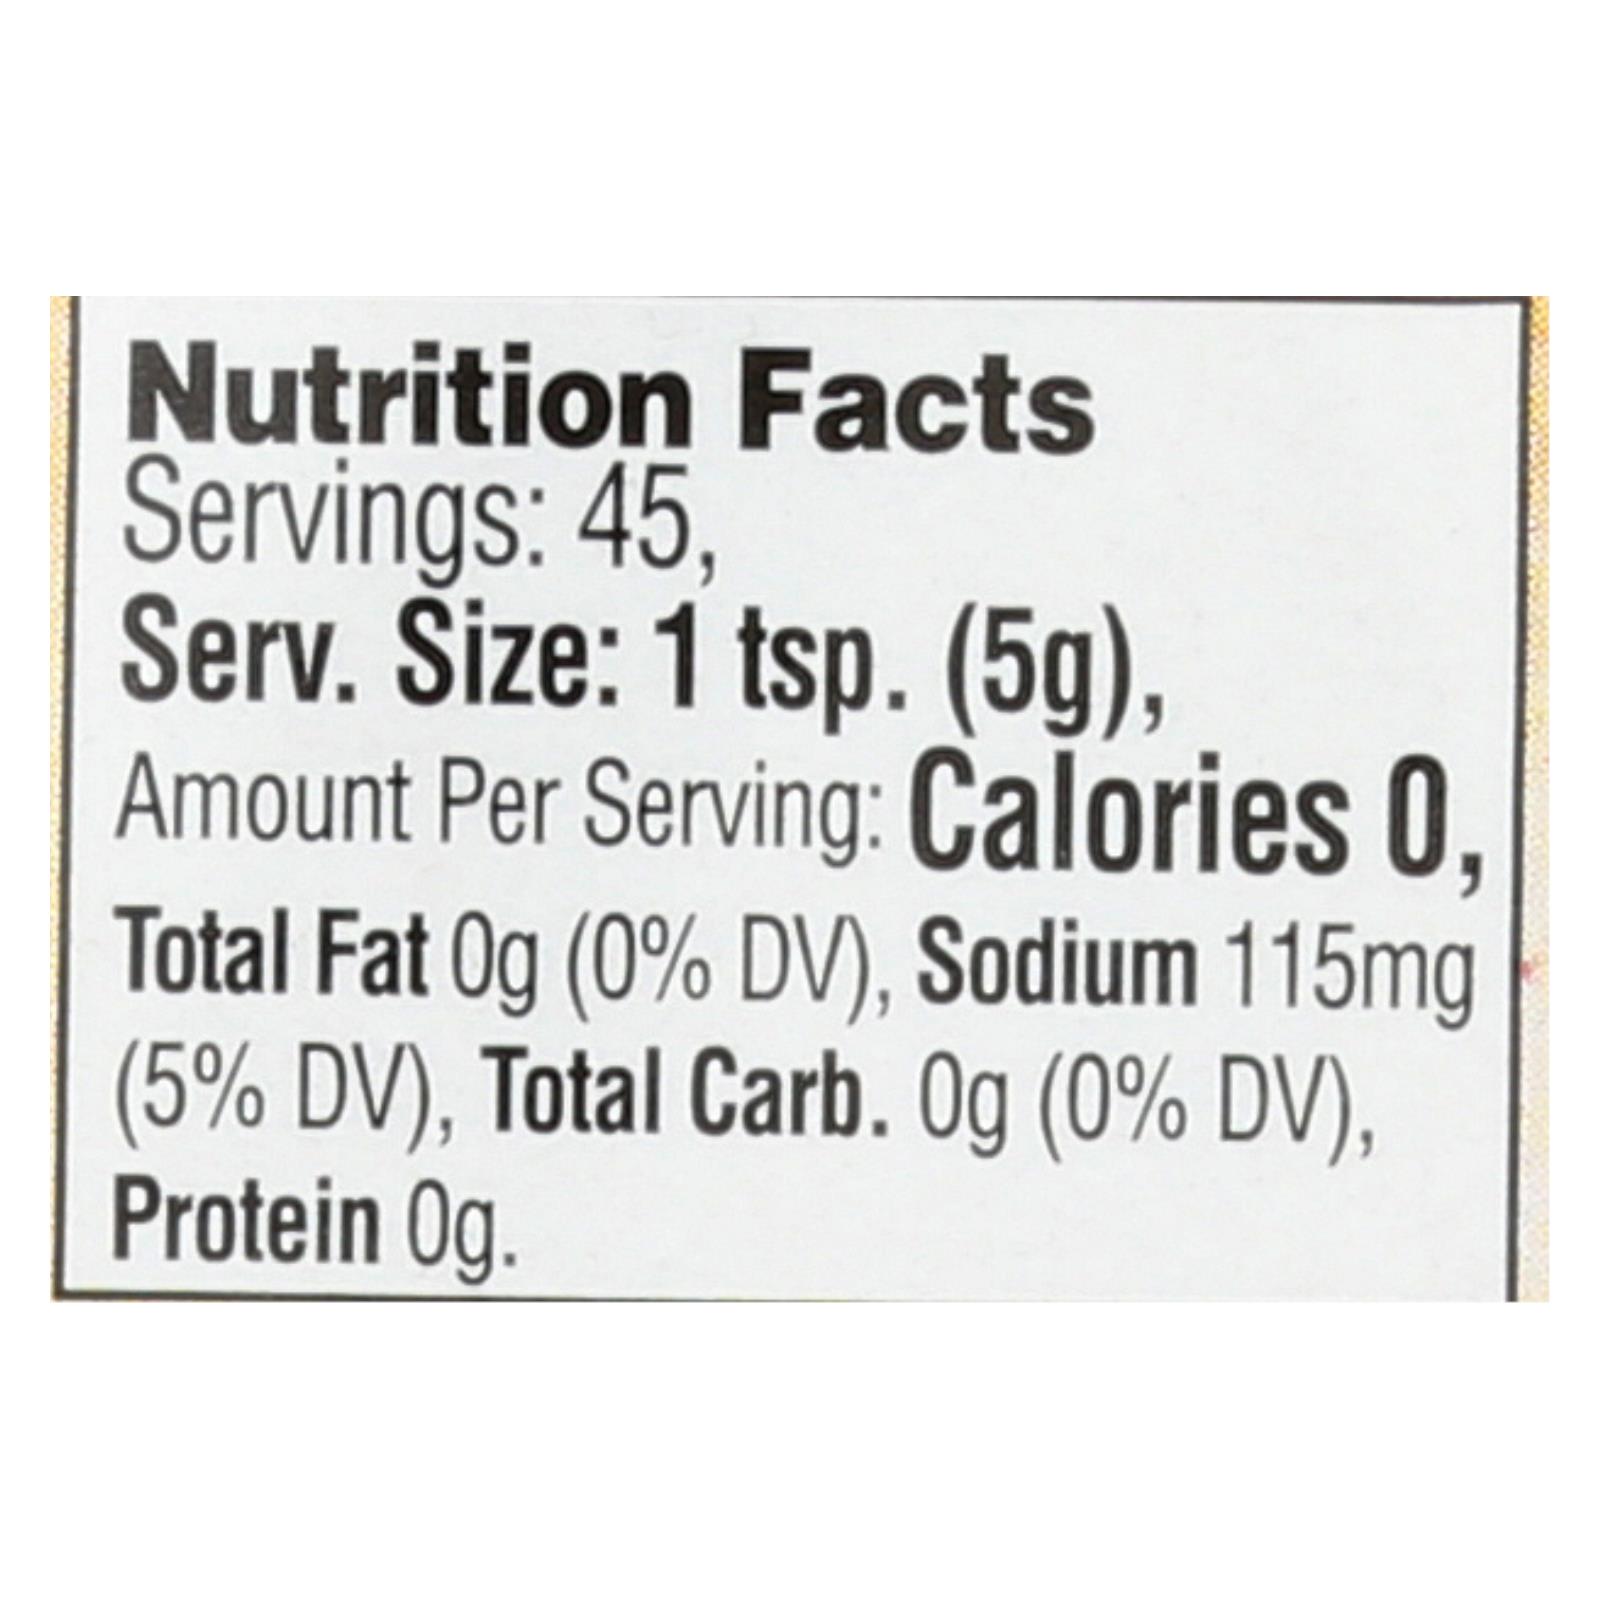 Nutrition Facts
Servings: 45,
Serv. Size: 1 tsp. (5g),
Amount Per Serving: Calories 0,
Total Fat 0g (0% DV), Sodium 115mg
(5% DV), Total Carb. 0g (0% DV),
Protein 0g.